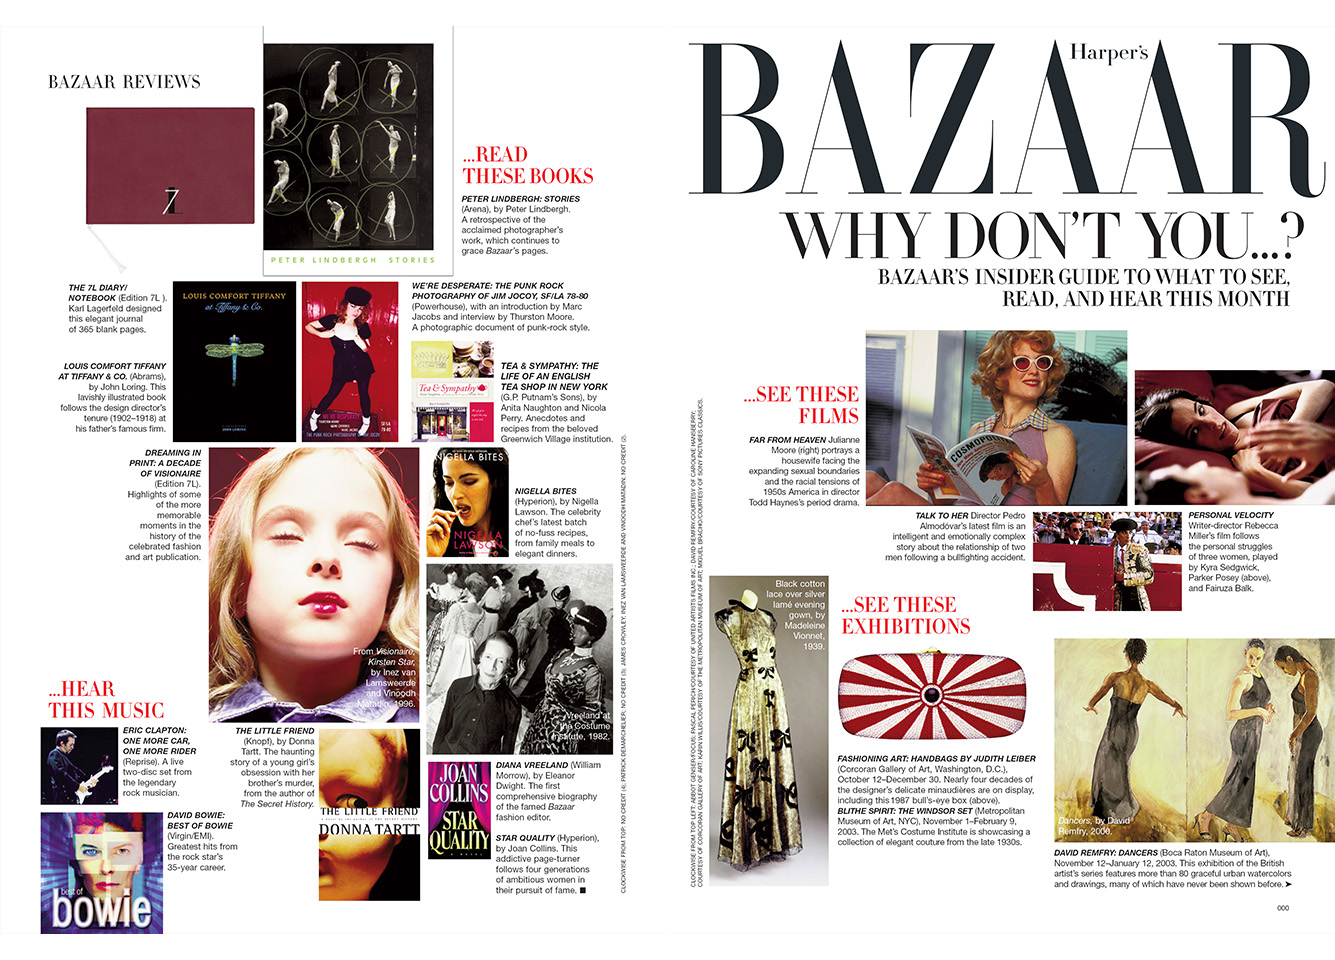 BAZAAR REVIEWS
7L
PETER LINDBERGH STORIES
...READ
THESE BOOKS
PETER LINDBERGH: STORIES
(Arena), by Peter Lindbergh.
A retrospective of the
acclaimed photographer's
work, which continues to
grace Bazaar's pages.
THE 7L DIARY/
NOTEBOOK (Edition 7L ).
Karl Lagerfeld designed
this elegant journal
of 365 blank pages.
LOUIS COMFORT TIFFANY
at Tiffany & Co.
JOHN LORING
WE'RE DESPERATE: THE PUNK ROCK
PHOTOGRAPHY OF JIM JOCOY, SF/LA 78-80
(Powerhouse), with an introduction by Marc
Jacobs and interview by Thurston Moore.
A photographic document of punk-rock style.
WE'RE DESPERATE
SF/LA
78-80
THE PUNK ROCK PHOTOGRAPHY OF JIM JOCOY
LOUIS COMFORT TIFFANY
AT TIFFANY & CO. (Abrams),
by John Loring. This
lavishly illustrated book
follows the design director's
tenure (1902–1918) at
his father's famous firm.
Tea & Sympathy
TEA & SYMPATHY: THE
LIFE OF AN ENGLISH
TEA SHOP IN NEW YORK
(G.P. Putnam's Sons), by
Anita Naughton and Nicola
Perry. Anecdotes and
recipes from the beloved
Greenwich Village institution.
DREAMING IN
PRINT: A DECADE
OF VISIONAIRE
(Edition 7L).
Highlights of some
of the more
memorable
moments in the
history of the
celebrated fashion
and art publication.
From Visionaire,
Kirsten Star,
by Inez van
Lamsweerde
and Vinoodh
Matadin, 1996.
NIGELLA BITES
NIGELLA
LAWSON
NIGELLA BITES
(Hyperion), by Nigella
Lawson. The celebrity
chef's latest batch
of no-fuss recipes,
from family meals to
elegant dinners.
Vreeland at
the Costume
Institute, 1982.
...HEAR
THIS MUSIC
ERIC CLAPTON:
ONE MORE CAR,
ONE MORE RIDER
(Reprise). A live
two-disc set from
the legendary
rock musician.
best of
bowie
DAVID BOWIE:
BEST OF BOWIE
(Virgin/EMI).
Greatest hits from
the rock star's
35-year career.
THE LITTLE FRIEND
(Knopf), by Donna
Tartt. The haunting
story of a young girl's
obsession with her
brother's murder,
from the author of
The Secret History.
THE LITTLE FRIEND
DONNA TARTT
JOAN
COLLINS
STAR
QUALITY
A NOVEL
DIANA VREELAND (William
Morrow), by Eleanor
Dwight. The first
comprehensive biography
of the famed Bazaar
fashion editor.
STAR QUALITY (Hyperion),
by Joan Collins. This
addictive page-turner
follows four generations
of ambitious women in
their pursuit of fame. ■
CLOCKWISE FROM TOP: NO CREDIT (4); PATRICK DEMARCHELIER; NO CREDIT (3); JAMES CROWLEY; INEZ VAN LAMSWEERDE AND VINOODH MATADIN; NO CREDIT (2).
Harper's
BAZAAR
WHY DON'T YOU...?
BAZAAR'S INSIDER GUIDE TO WHAT TO SEE,
READ, AND HEAR THIS MONTH
...SEE THESE
FILMS
FAR FROM HEAVEN Julianne
Moore (right) portrays a
housewife facing the
expanding sexual boundaries
and the racial tensions of
1950s America in director
Todd Haynes's period drama.
COSMOPO
TALK TO HER Director Pedro
Almodóvar's latest film is an
intelligent and emotionally complex
story about the relationship of two
men following a bullfighting accident.
PERSONAL VELOCITY
Writer-director Rebecca
Miller's film follows
the personal struggles
of three women, played
by Kyra Sedgwick,
Parker Posey (above),
and Fairuza Balk.
Black cotton
lace over silver
lamé evening
gown, by
Madeleine
Vionnet,
1939.
...SEE THESE
EXHIBITIONS
FASHIONING ART: HANDBAGS BY JUDITH LEIBER
(Corcoran Gallery of Art, Washington, D.C.),
October 12–December 30. Nearly four decades of
the designer's delicate minaudières are on display,
including this 1987 bull's-eye box (above).
BLITHE SPIRIT: THE WINDSOR SET (Metropolitan
Museum of Art, NYC), November 1–February 9,
2003. The Met's Costume Institute is showcasing a
collection of elegant couture from the late 1930s.
Dancers, by David
Remfry, 2000.
DAVID REMFRY: DANCERS (Boca Raton Museum of Art),
November 12–January 12, 2003. This exhibition of the British
artist's series features more than 80 graceful urban watercolors
and drawings, many of which have never been shown before. ➤
CLOCKWISE FROM TOP LEFT: ABBOT GENSER/FOCUS; PASCAL PERICH/COURTESY OF UNITED ARTISTS FILMS INC.; DAVID REMFRY/COURTESY OF CAROLINE HANSBERRY;
COURTESY OF CORCORAN GALLERY OF ART; KARIN WILLIS/COURTESY OF THE METROPOLITAN MUSEUM OF ART; MIGUEL BRACHO/COURTESY OF SONY PICTURES CLASSICS.
000